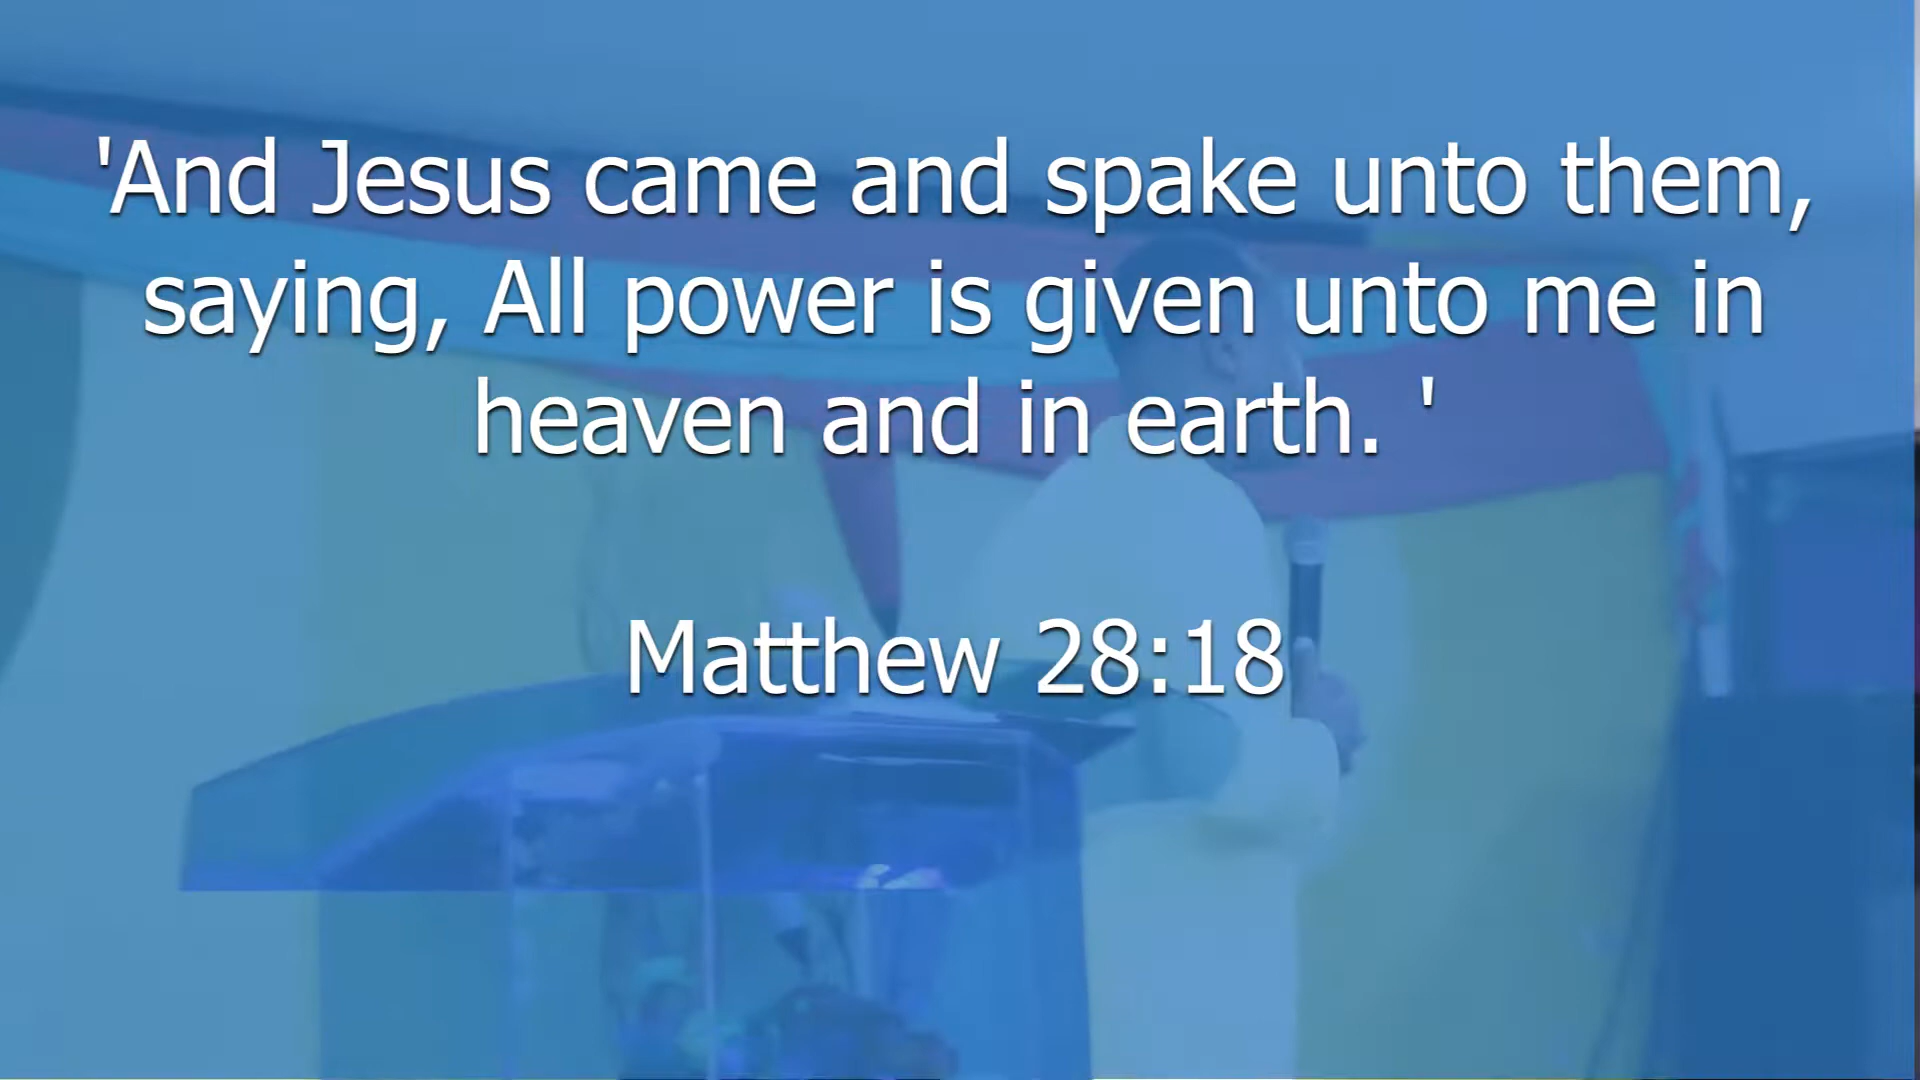 'And Jesus came and spake unto them,
saying, All power is given unto me in
heaven and in earth. '
Matthew 28:18